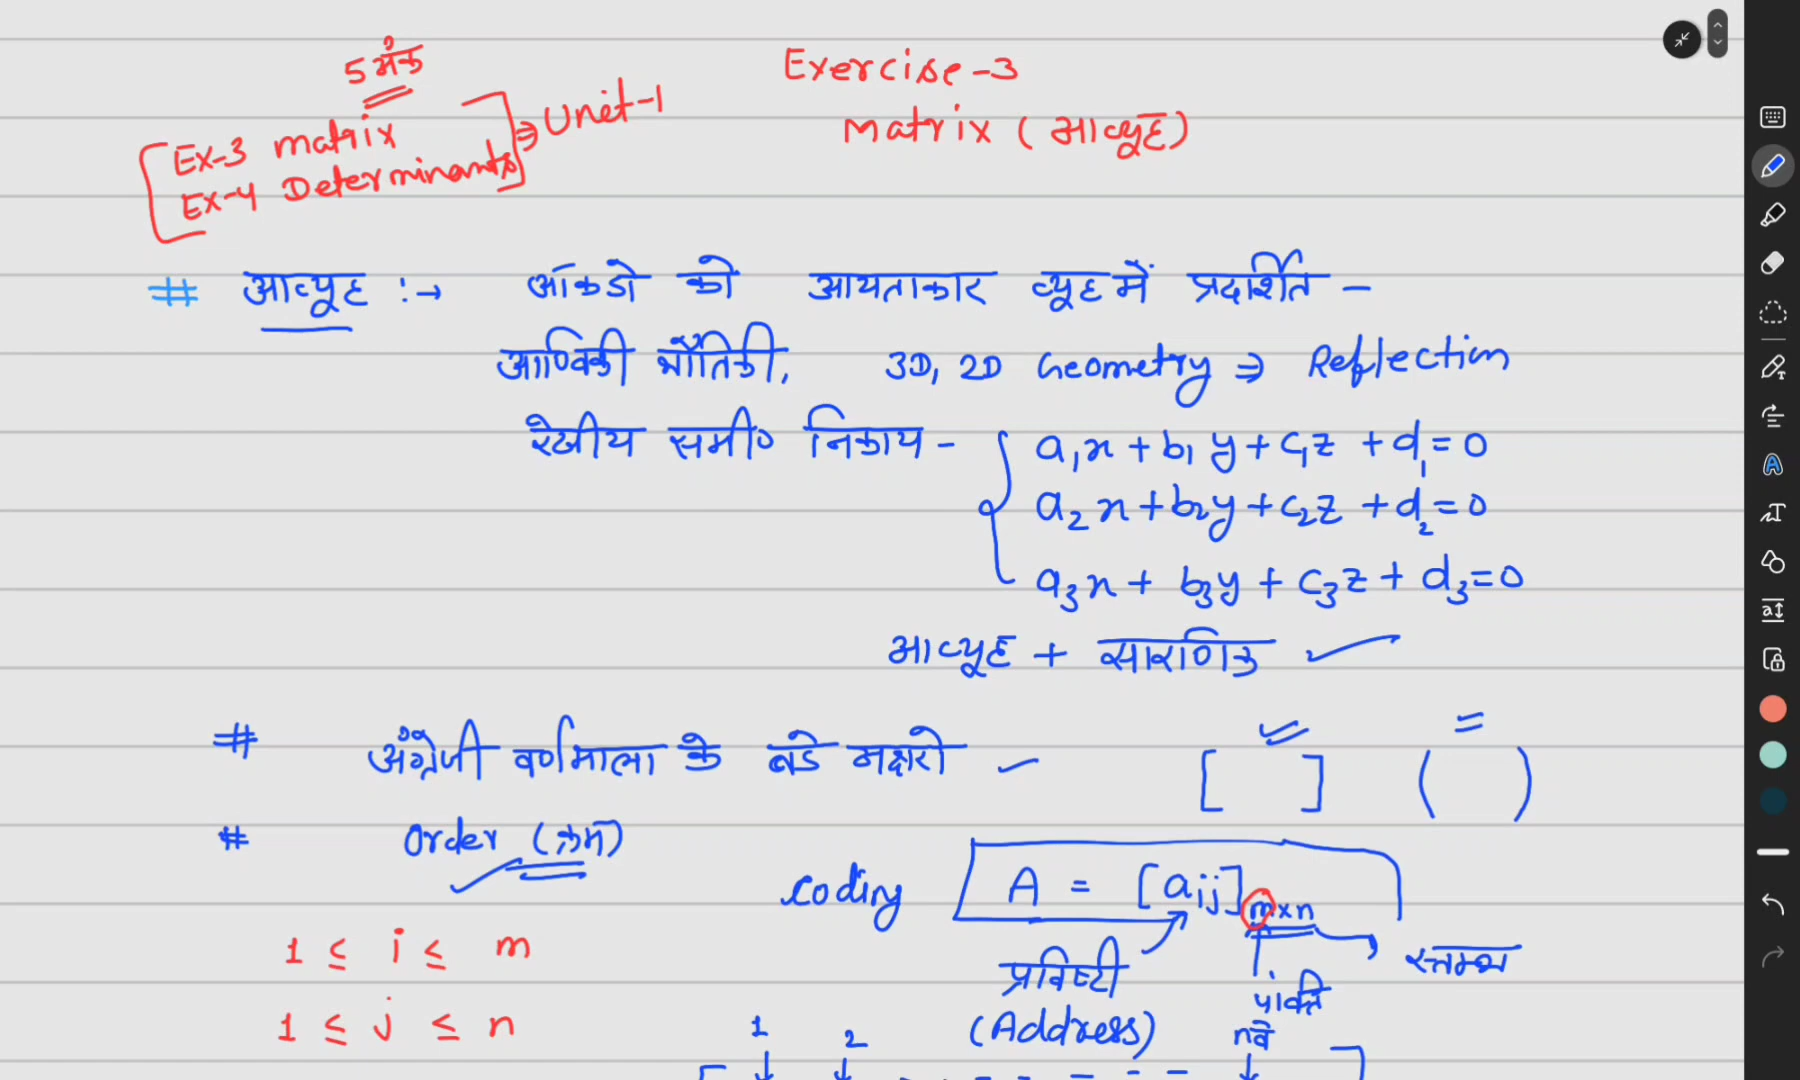 5 अंक
Ex-3 matrix
Ex-4 Determinants ⇒ Unit-1
Exercise-3
Matrix (आव्यूह)
# आव्यूह :→ आँकडो को आयताकार व्यूह में प्रदर्शित -
आण्विकी भौतिकी, 3D, 2D Geometry ⇒ Reflection
रेखीय समी० निकाय -
a₁x + b₁y + c₁z + d₁ = 0
a₂x + b₂y + c₂z + d₂ = 0
a₃x + b₃y + c₃z + d₃ = 0
आव्यूह + सारणिक ✓
# अंग्रेजी वर्णमाला के बडे अक्षरो [ ] ( )
# Order (क्रम)
Coding A = [aij]m×n
प्रविष्टी
(Address)
पंक्ति
स्तम्भ
1 ≤ i ≤ m
1 ≤ j ≤ n
1 2 nवे